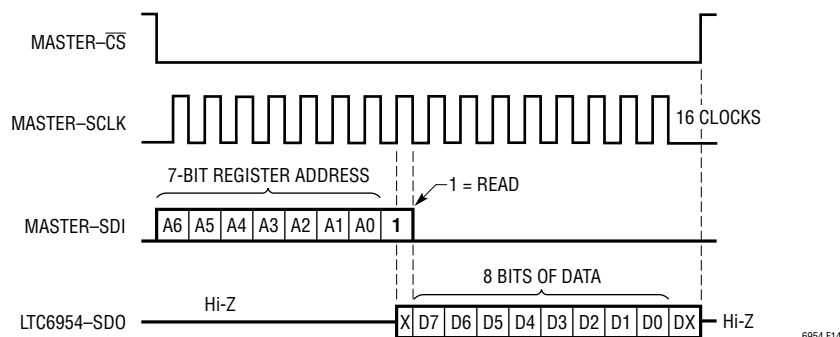 MASTER–CS
MASTER–SCLK
16 CLOCKS
7-BIT REGISTER ADDRESS
1 = READ
MASTER–SDI
A6 A5 A4 A3 A2 A1 A0 1
8 BITS OF DATA
Hi-Z
LTC6954–SDO
X D7 D6 D5 D4 D3 D2 D1 D0 DX
Hi-Z
6954 F14